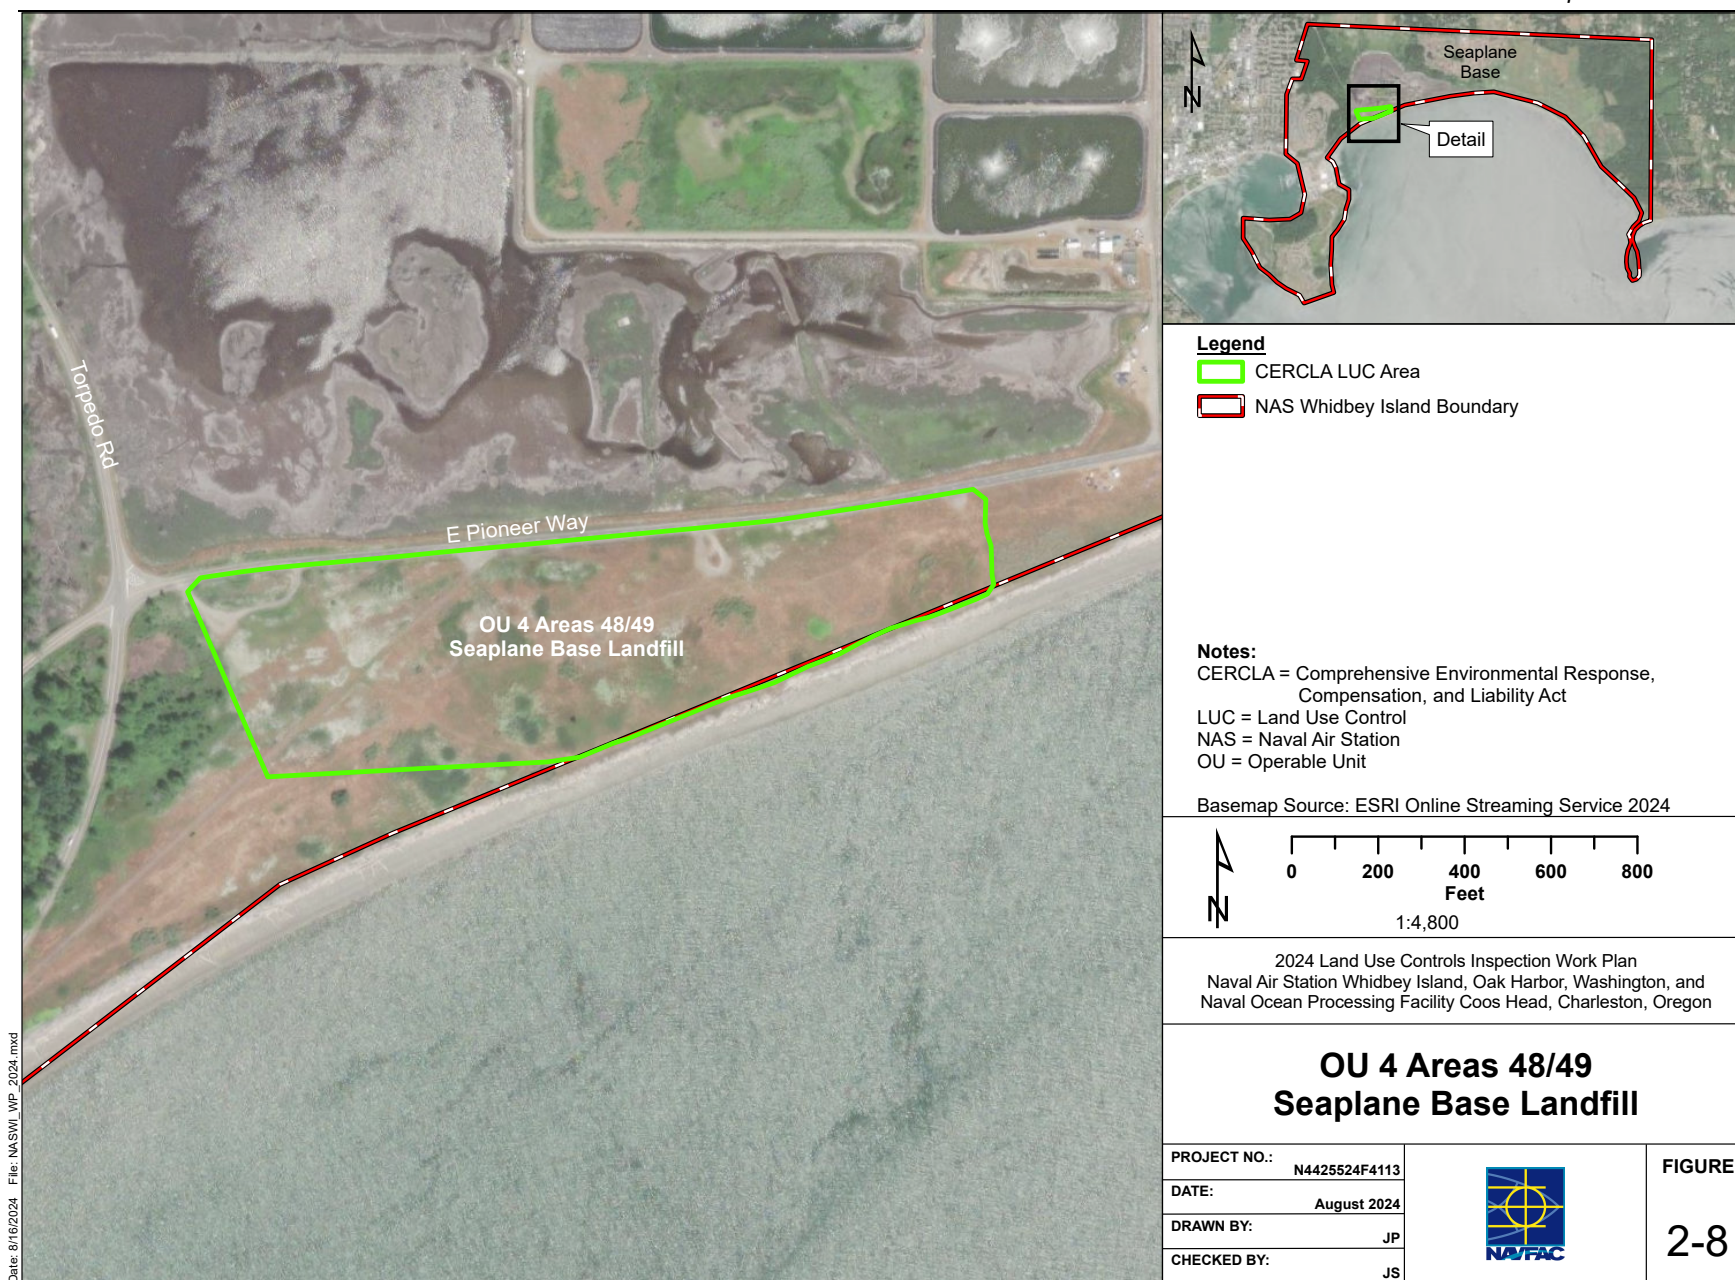 Seaplane
Base
Detail
N
Legend
CERCLA LUC Area
NAS Whidbey Island Boundary
Torpedo Rd
E Pioneer Way
OU 4 Areas 48/49
Seaplane Base Landfill
Notes:
CERCLA = Comprehensive Environmental Response,
Compensation, and Liability Act
LUC = Land Use Control
NAS = Naval Air Station
OU = Operable Unit
Basemap Source: ESRI Online Streaming Service 2024
N
0 200 400 600 800
Feet
1:4,800
2024 Land Use Controls Inspection Work Plan
Naval Air Station Whidbey Island, Oak Harbor, Washington, and
Naval Ocean Processing Facility Coos Head, Charleston, Oregon
OU 4 Areas 48/49
Seaplane Base Landfill
PROJECT NO.:
N4425524F4113
DATE:
August 2024
DRAWN BY:
JP
CHECKED BY:
JS
NAVFAC
FIGURE
2-8
Date: 8/16/2024 File: NASWI_WP_2024.mxd